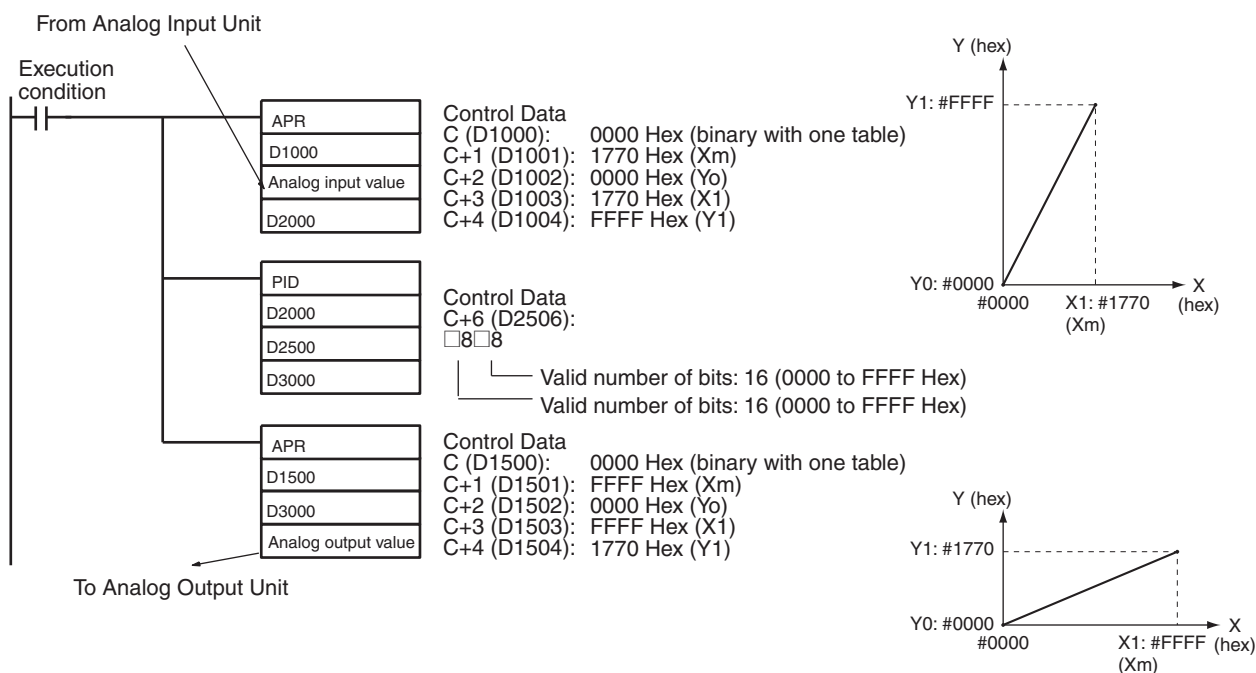 From Analog Input Unit
Execution
condition
APR
D1000
Analog input value
D2000
Control Data
C (D1000): 0000 Hex (binary with one table)
C+1 (D1001): 1770 Hex (Xm)
C+2 (D1002): 0000 Hex (Yo)
C+3 (D1003): 1770 Hex (X1)
C+4 (D1004): FFFF Hex (Y1)
Y (hex)
Y1: #FFFF
Y0: #0000
#0000
X1: #1770
(Xm)
X
(hex)
PID
D2000
D2500
D3000
Control Data
C+6 (D2506):
□8□8
Valid number of bits: 16 (0000 to FFFF Hex)
Valid number of bits: 16 (0000 to FFFF Hex)
APR
D1500
D3000
Analog output value
Control Data
C (D1500): 0000 Hex (binary with one table)
C+1 (D1501): FFFF Hex (Xm)
C+2 (D1502): 0000 Hex (Yo)
C+3 (D1503): FFFF Hex (X1)
C+4 (D1504): 1770 Hex (Y1)
To Analog Output Unit
Y (hex)
Y1: #1770
Y0: #0000
#0000
X1: #FFFF
(Xm)
X
(hex)